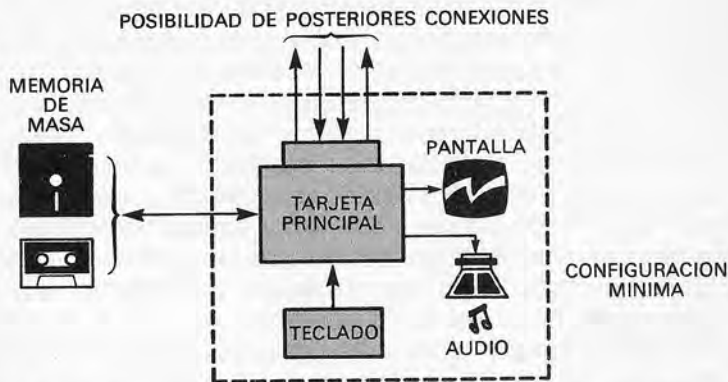 POSIBILIDAD DE POSTERIORES CONEXIONES
MEMORIA
DE
MASA
PANTALLA
TARJETA
PRINCIPAL
CONFIGURACION
MINIMA
TECLADO
AUDIO